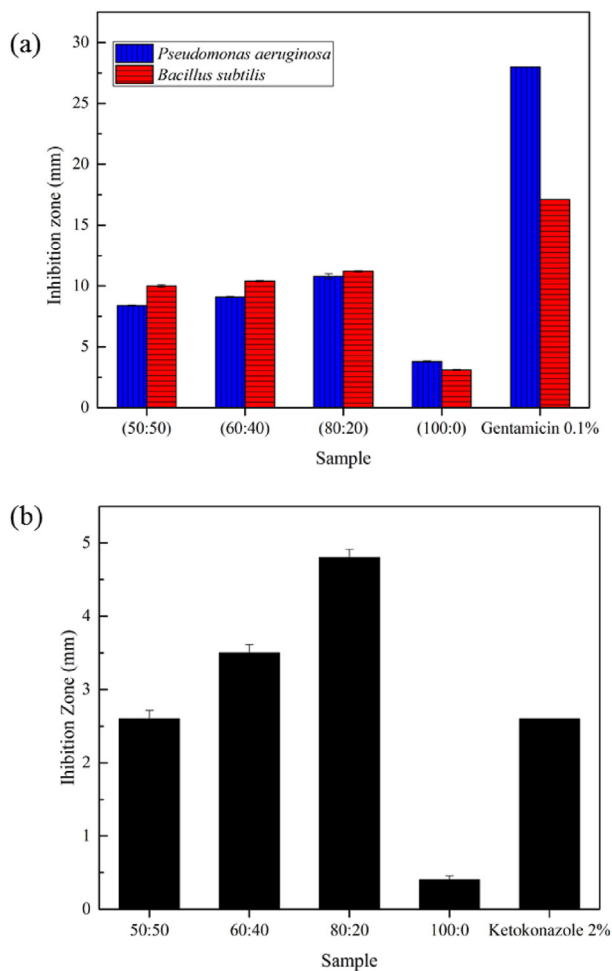 (a)
Pseudomonas aeruginosa
Bacillus subtilis
30
25
20
15
10
5
0
Inhibition zone (mm)
(50:50) (60:40) (80:20) (100:0) Gentamicin 0.1%
Sample
(b)
5
4
3
2
1
0
Ihibition Zone (mm)
50:50 60:40 80:20 100:0 Ketokonazole 2%
Sample